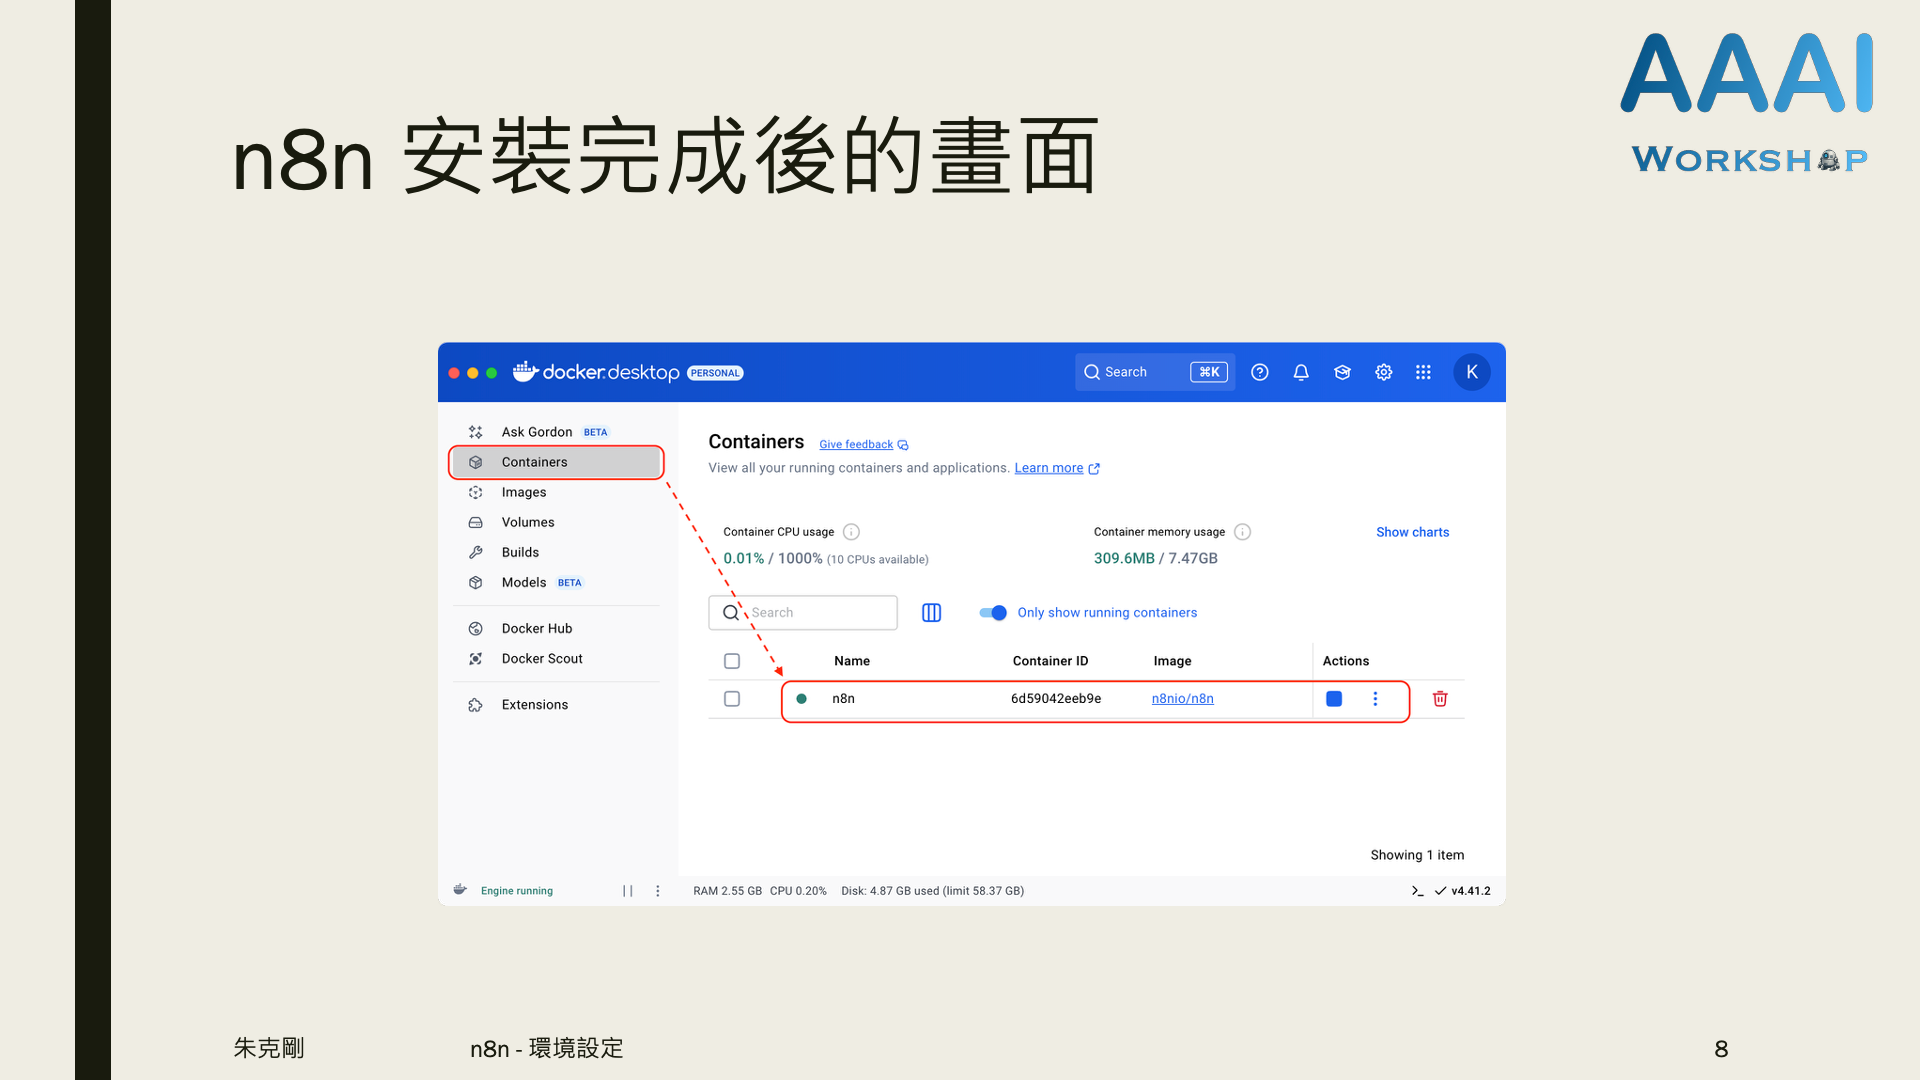 AAAI
WORKSHOP
n8n 安裝完成後的畫面
docker.desktop PERSONAL
Search ⌘K
K
Ask Gordon BETA
Containers
Images
Volumes
Builds
Models BETA
Docker Hub
Docker Scout
Extensions
Containers Give feedback
View all your running containers and applications. Learn more
Container CPU usage
0.01% / 1000% (10 CPUs available)
Container memory usage
309.6MB / 7.47GB
Show charts
Search
Only show running containers
Name Container ID Image Actions
n8n 6d59042eeb9e n8nio/n8n
Showing 1 item
Engine running
RAM 2.55 GB CPU 0.20% Disk: 4.87 GB used (limit 58.37 GB)
v4.41.2
朱克剛
n8n - 環境設定
8